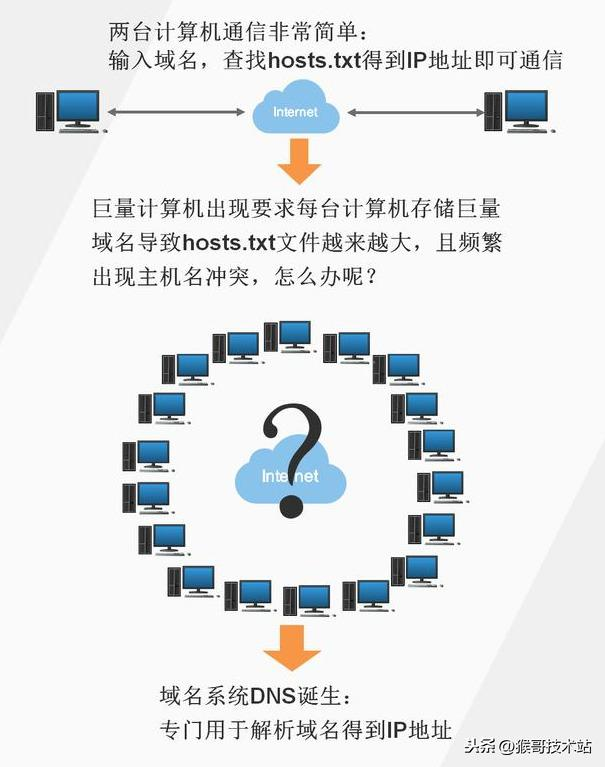 两台计算机通信非常简单：
输入域名，查找hosts.txt得到IP地址即可通信
Internet
巨量计算机出现要求每台计算机存储巨量
域名导致hosts.txt文件越来越大，且频繁
出现主机名冲突，怎么办呢？
?
Internet
域名系统DNS诞生：
专门用于解析域名得到IP地址
头条 @猴哥技术站